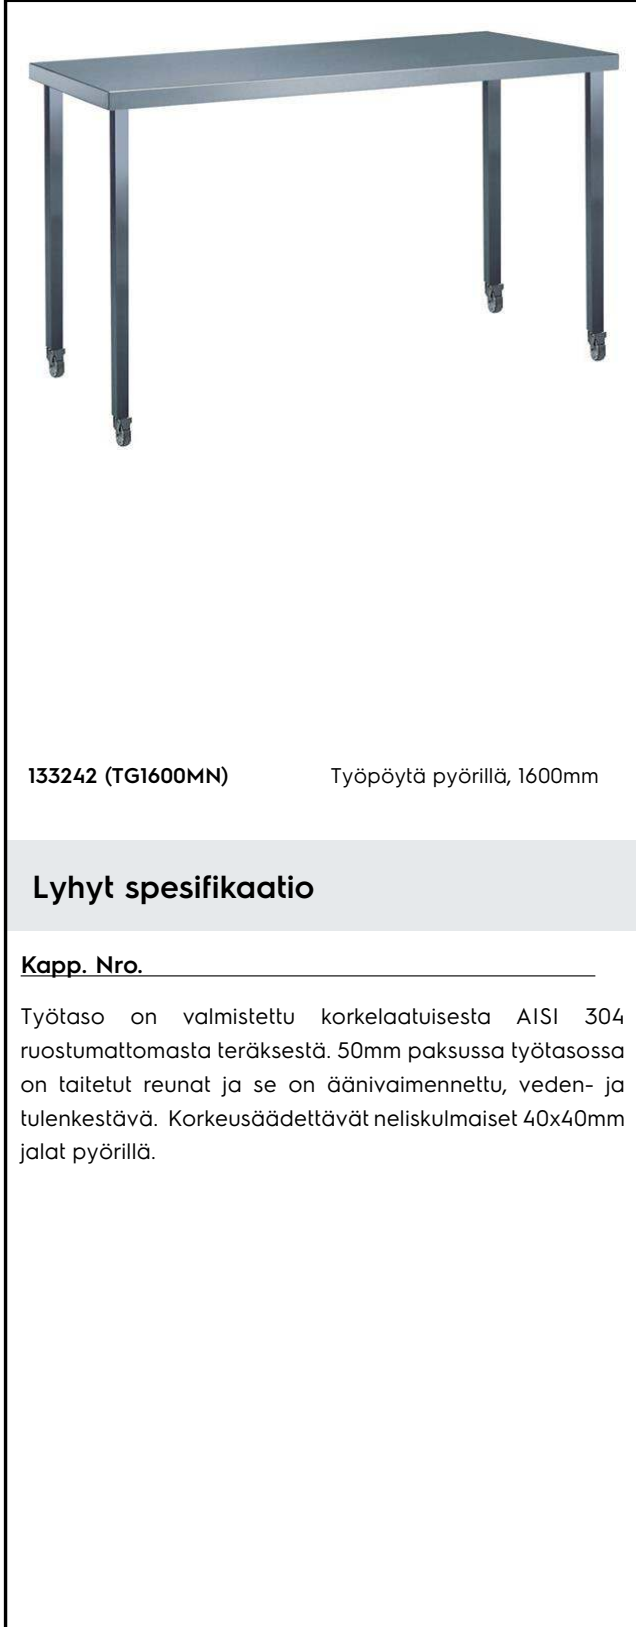 133242 (TG1600MN) Työpöytä pyörillä, 1600mm
Lyhyt spesifikaatio
Kapp. Nro.
Työtaso on valmistettu korkelaatuisesta AISI 304
ruostumattomasta teräksestä. 50mm paksussa työtasossa
on taitetut reunat ja se on äänivaimennettu, veden- ja
tulenkestävä. Korkeusäädettävät neliskulmaiset 40x40mm
jalat pyörillä.